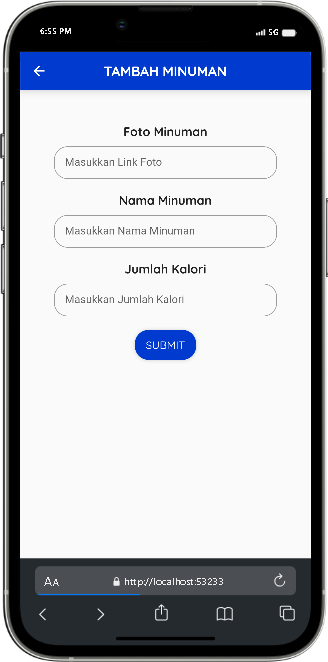 6:55 PM
5G
TAMBAH MINUMAN
Foto Minuman
Masukkan Link Foto
Nama Minuman
Masukkan Nama Minuman
Jumlah Kalori
Masukkan Jumlah Kalori
SUBMIT
AA
http://localhost:53233